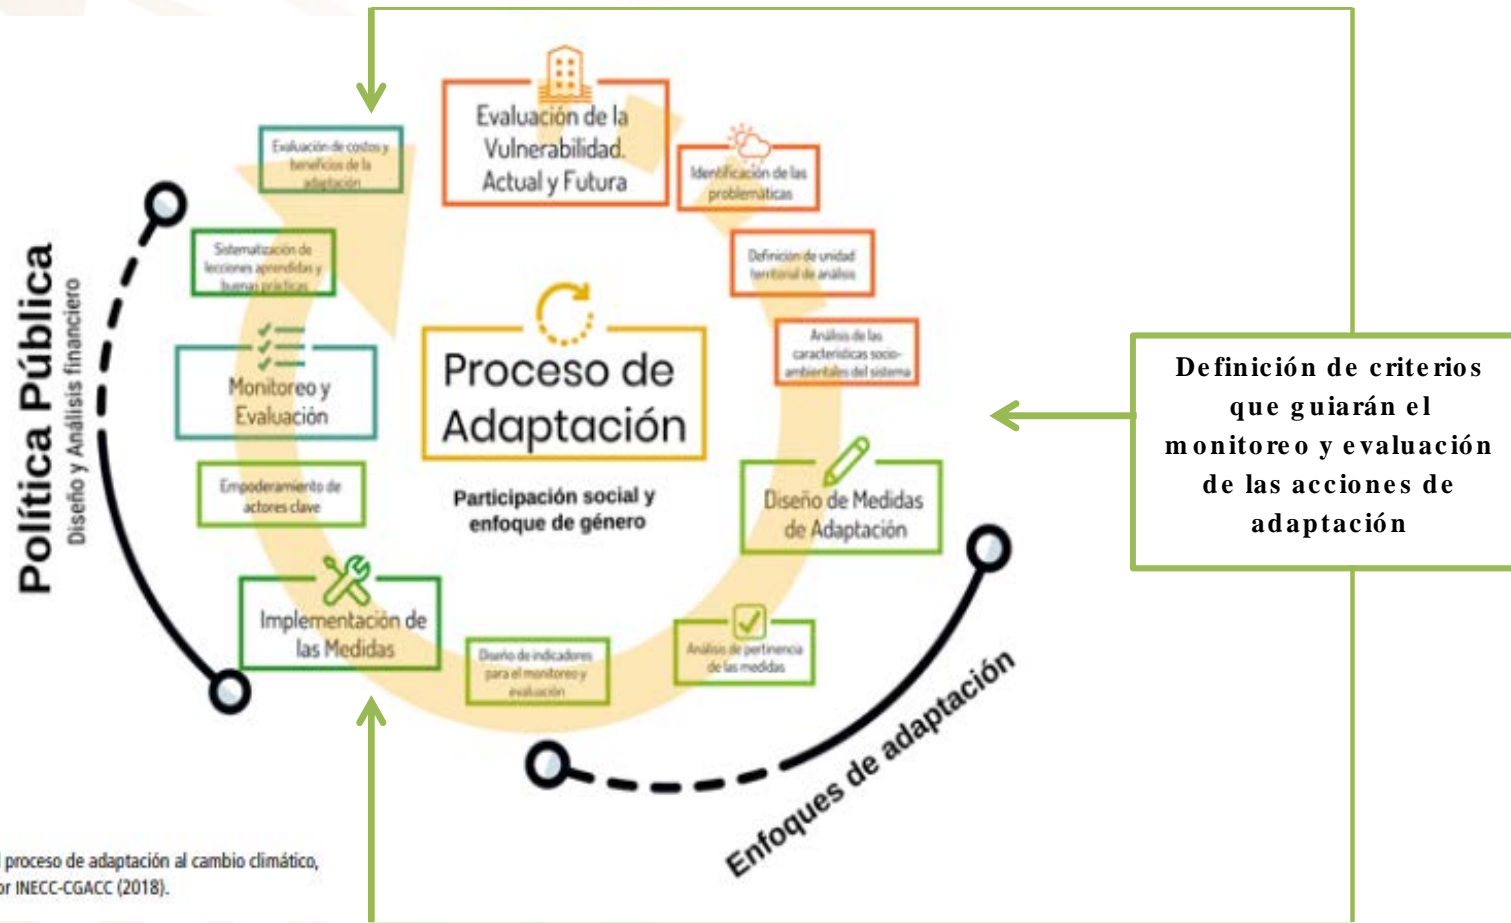 Evaluación de la
Vulnerabilidad.
Actual y Futura
Identificación de las
problemáticas
Definición de unidad
territorial de análisis
Análisis de las
características socio-
ambientales del sistema
Diseño de Medidas
de Adaptación
Análisis de pertinencia
de las medidas
Diseño de indicadores
para el monitoreo y
evaluación
Implementación de
las Medidas
Empoderamiento de
actores clave
Monitoreo y
Evaluación
Sistematización de
lecciones aprendidas y
buenas prácticas
Evaluación de costos y
beneficios de la
adaptación
Proceso de
Adaptación
Participación social y
enfoque de género
Política Pública
Diseño y Análisis financiero
Enfoques de adaptación
Definición de criterios
que guiarán el
monitoreo y evaluación
de las acciones de
adaptación
proceso de adaptación al cambio climático,
INECC-CGACC (2018).